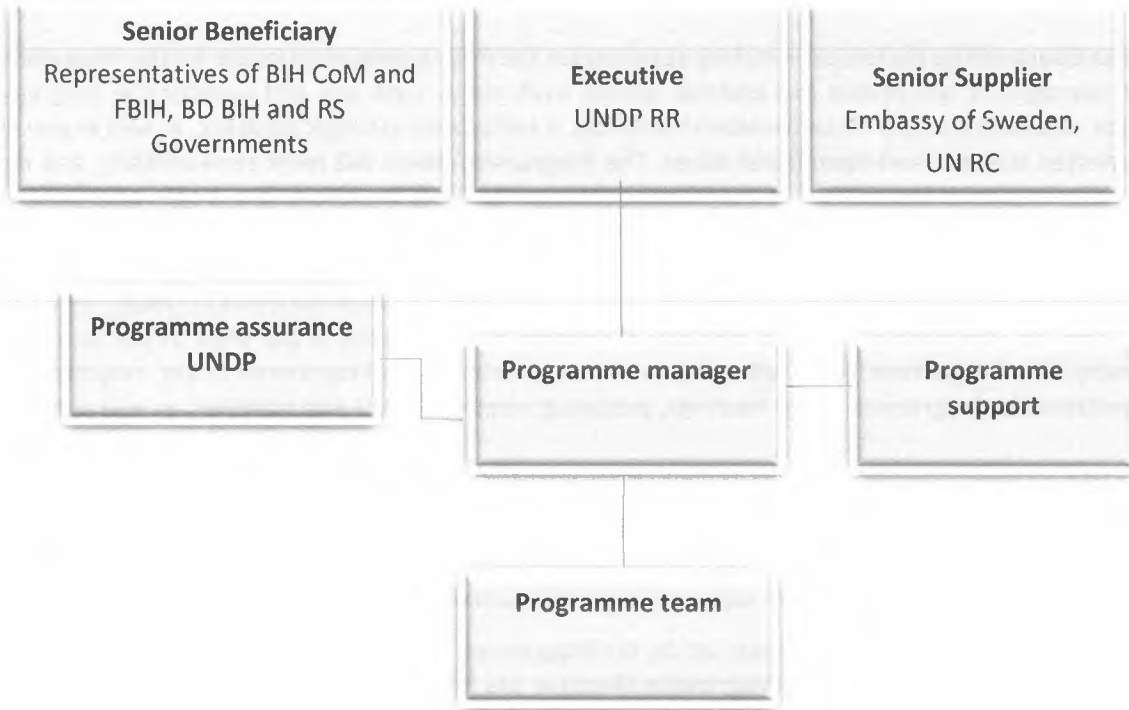 Senior Beneficiary
Representatives of BIH CoM and
FBIH, BD BIH and RS
Governments
Executive
UNDP RR
Senior Supplier
Embassy of Sweden,
UN RC
Programme assurance
UNDP
Programme manager
Programme
support
Programme team